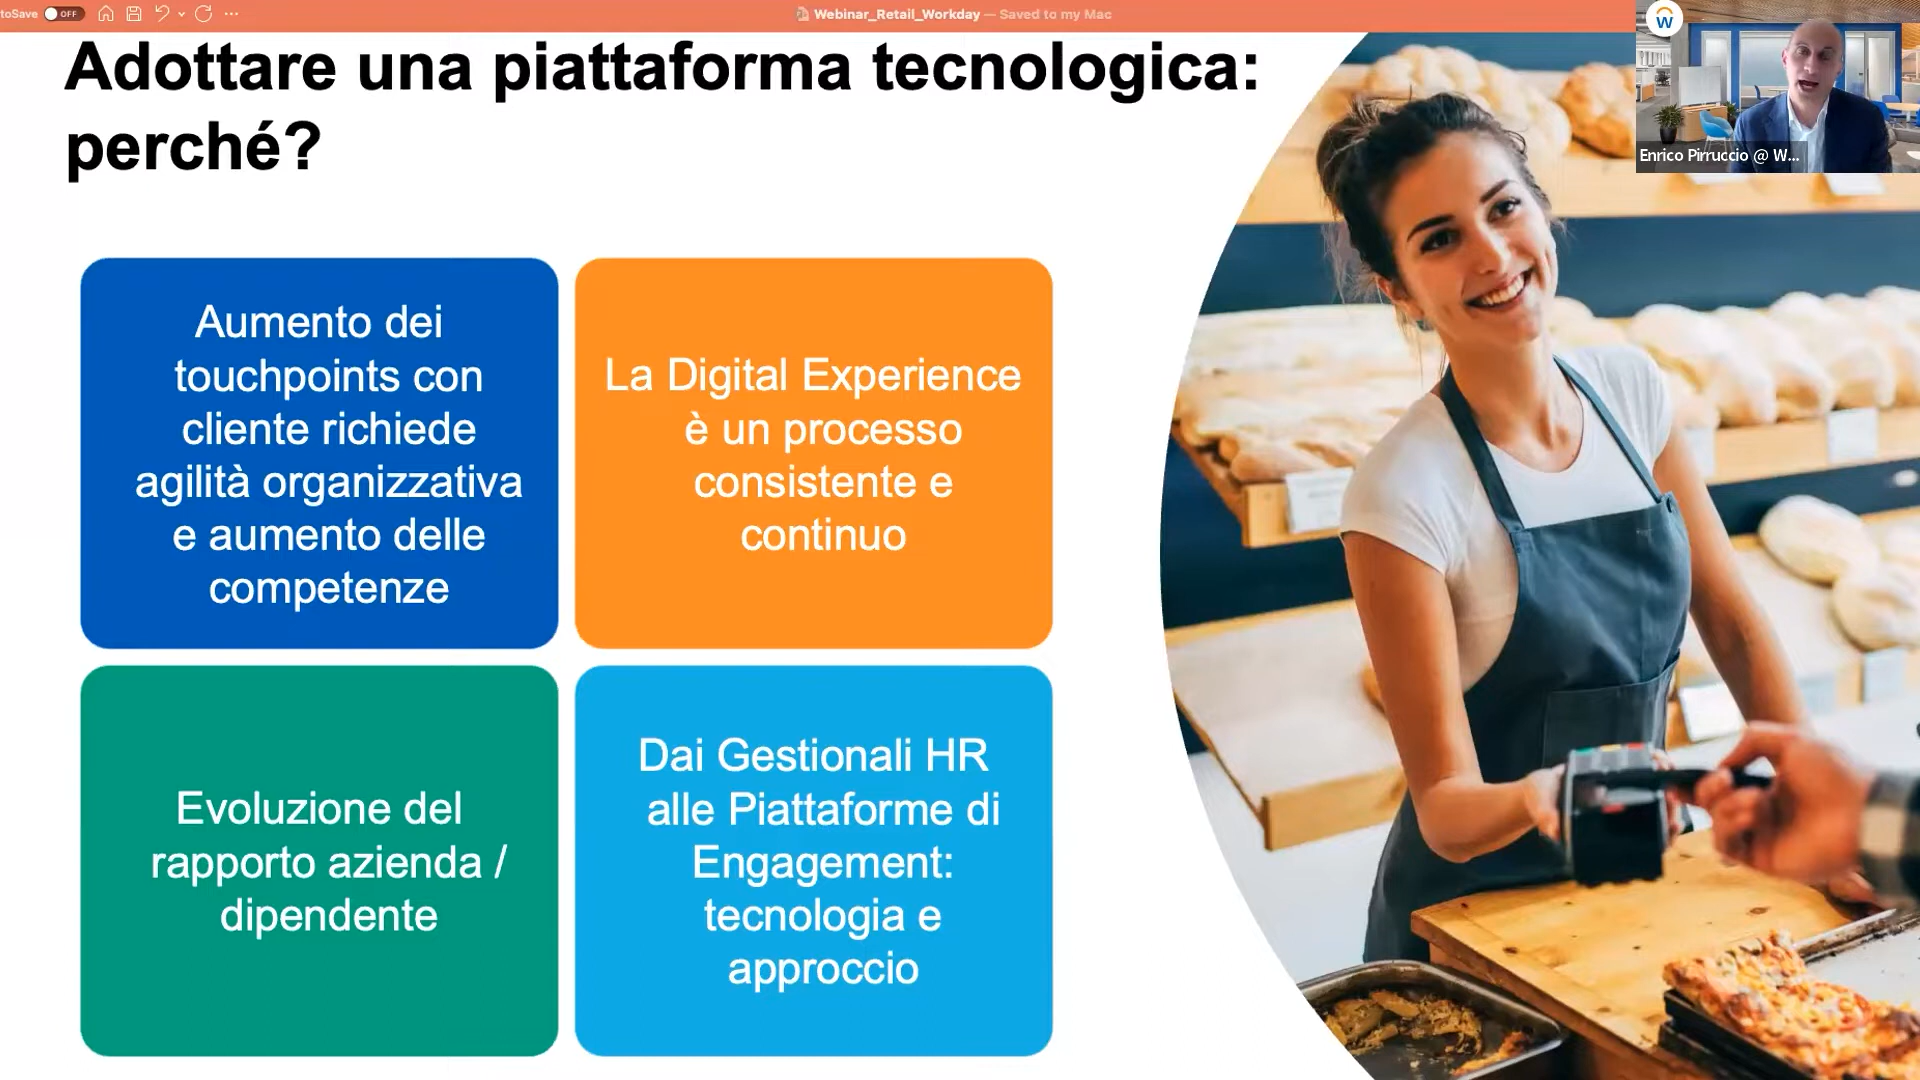 toSave OFF
Webinar_Retail_Workday — Saved to my Mac
W
Enrico Pirruccio @ W...
Adottare una piattaforma tecnologica:
perché?
Aumento dei
touchpoints con
cliente richiede
agilità organizzativa
e aumento delle
competenze
La Digital Experience
è un processo
consistente e
continuo
Evoluzione del
rapporto azienda /
dipendente
Dai Gestionali HR
alle Piattaforme di
Engagement:
tecnologia e
approccio